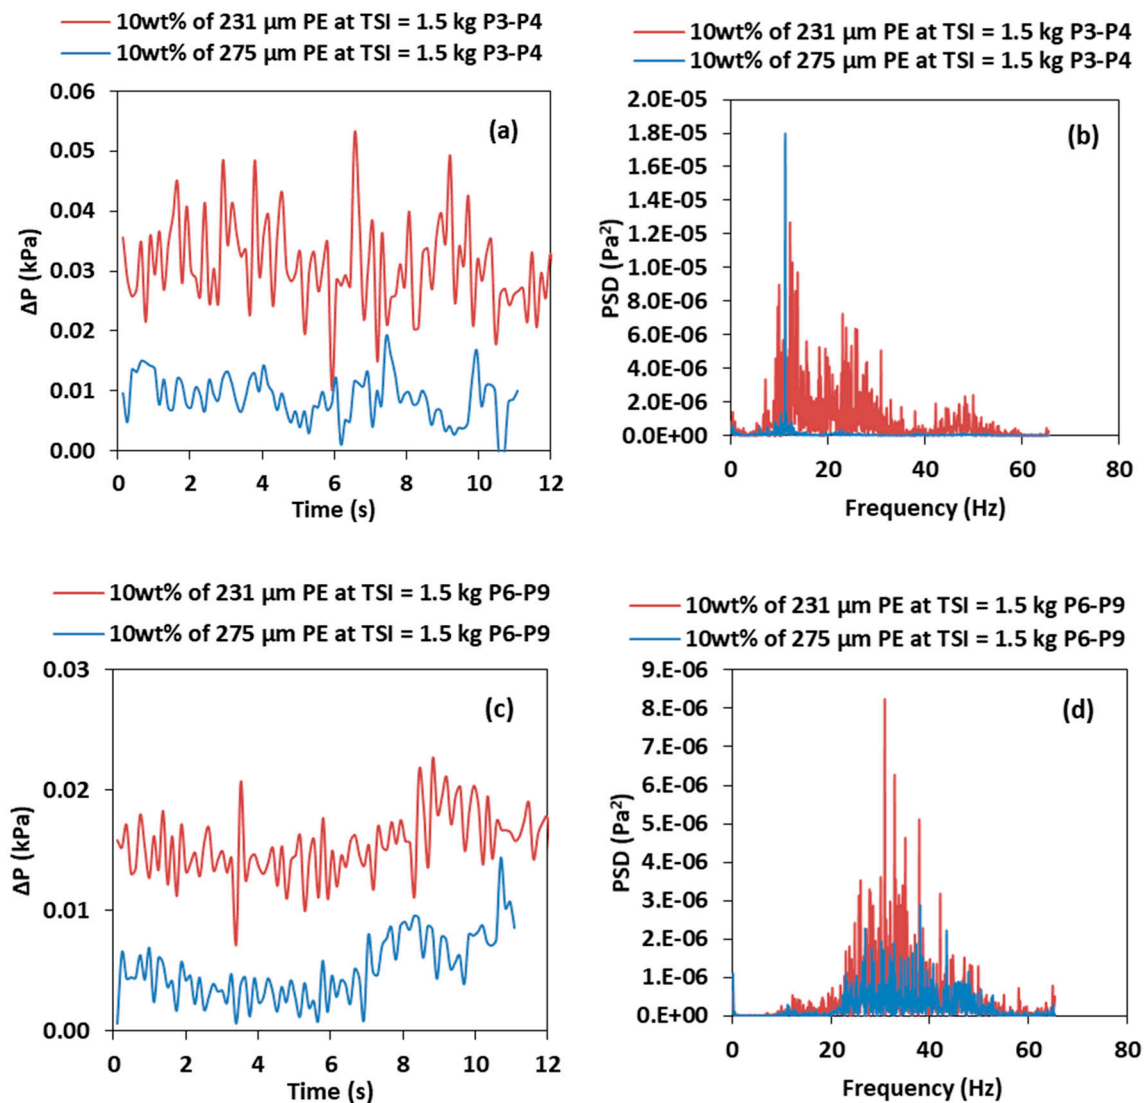 10wt% of 231 μm PE at TSI = 1.5 kg P3-P4
10wt% of 275 μm PE at TSI = 1.5 kg P3-P4
0.06
0.05
0.04
0.03
0.02
0.01
0.00
ΔP (kPa)
(a)
0 2 4 6 8 10 12
Time (s)
10wt% of 231 μm PE at TSI = 1.5 kg P3-P4
10wt% of 275 μm PE at TSI = 1.5 kg P3-P4
2.0E-05
1.8E-05
1.6E-05
1.4E-05
1.2E-05
1.0E-05
8.0E-06
6.0E-06
4.0E-06
2.0E-06
0.0E+00
PSD (Pa²)
(b)
0 20 40 60 80
Frequency (Hz)
10wt% of 231 μm PE at TSI = 1.5 kg P6-P9
10wt% of 275 μm PE at TSI = 1.5 kg P6-P9
0.03
0.02
0.01
0.00
ΔP (kPa)
(c)
0 2 4 6 8 10 12
Time (s)
10wt% of 231 μm PE at TSI = 1.5 kg P6-P9
10wt% of 275 μm PE at TSI = 1.5 kg P6-P9
9.E-06
8.E-06
7.E-06
6.E-06
5.E-06
4.E-06
3.E-06
2.E-06
1.E-06
0.E+00
PSD (Pa²)
(d)
0 20 40 60 80
Frequency (Hz)